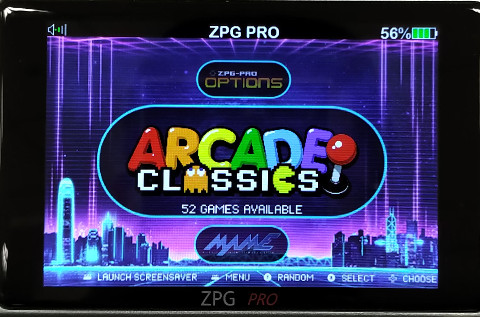 ZPG PRO
56%
ZPG-PRO
OPTIONS
ARCADE
CLASSICS
52 GAMES AVAILABLE
MAME
LAUNCH SCREENSAVER MENU RANDOM SELECT CHOOSE
ZPG PRO